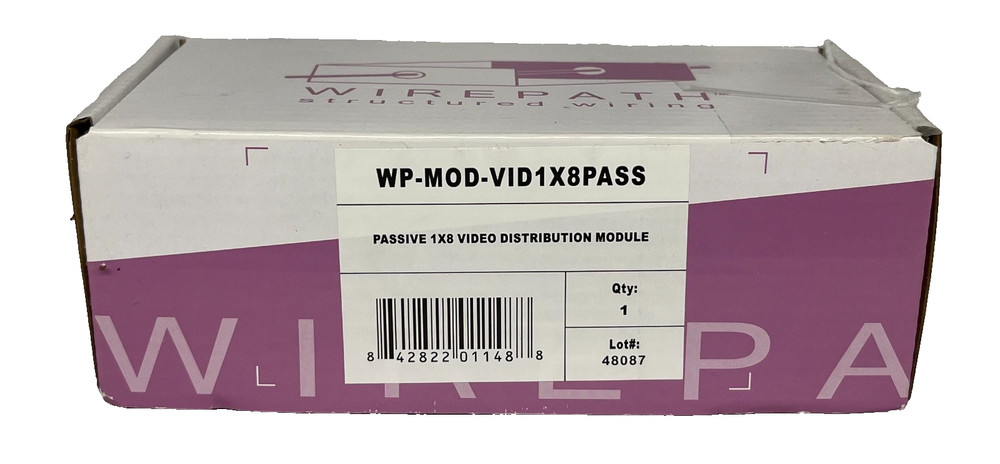 WIREPATH™
structured wiring
WP-MOD-VID1X8PASS
PASSIVE 1X8 VIDEO DISTRIBUTION MODULE
Qty:
1
Lot#:
48087
8 42822 01148 8
WIREPA